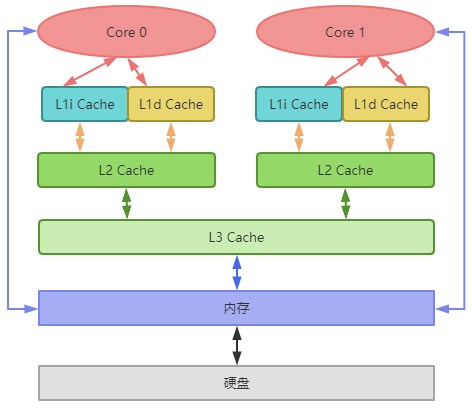 Core 0 Core 1
L1i Cache L1d Cache L1i Cache L1d Cache
L2 Cache L2 Cache
L3 Cache
内存
硬盘